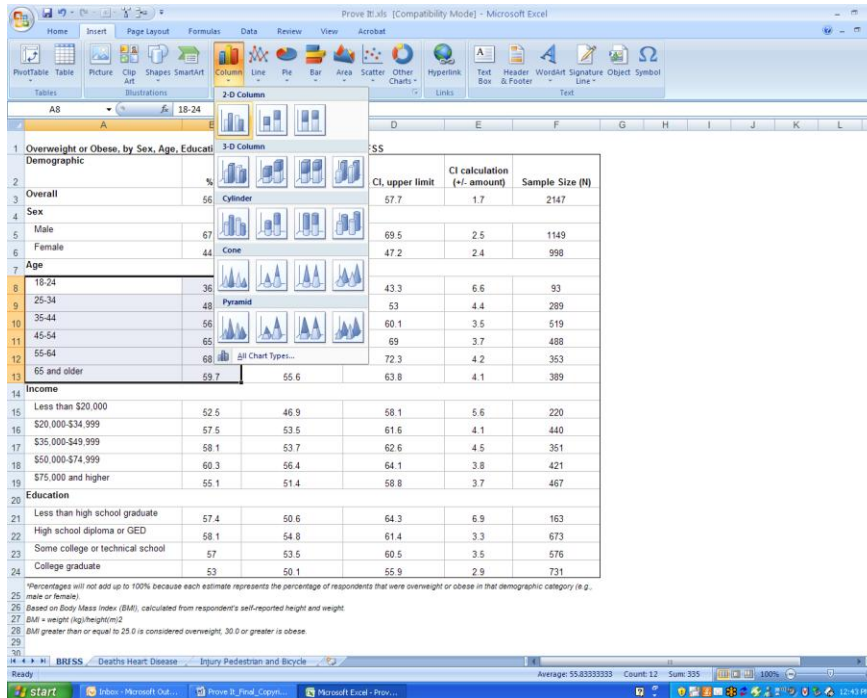 Prove It!.xls [Compatibility Mode] - Microsoft Excel
Home Insert Page Layout Formulas Data Review View Acrobat
PivotTable Table Picture Clip Art Shapes SmartArt Column Line Pie Bar Area Scatter Other Charts Hyperlink Text Box Header & Footer WordArt Signature Line Object Symbol
Tables Illustrations Links Text
A8 fx 18-24
A D E F G H I J K L
2-D Column
3-D Column
Cylinder
Cone
Pyramid
All Chart Types...
1 Overweight or Obese, by Sex, Age,
2 Demographic % CI, upper limit CI calculation (+/- amount) Sample Size (N)
3 Overall 56 57.7 1.7 2147
4 Sex
5 Male 67 69.5 2.5 1149
6 Female 44 47.2 2.4 998
7 Age
8 18-24 36 43.3 6.6 93
9 25-34 48 53 4.4 289
10 35-44 56 60.1 3.5 519
11 45-54 65 69 3.7 488
12 55-64 68 72.3 4.2 353
13 65 and older 59.7 55.6 63.8 4.1 389
14 Income
15 Less than $20,000 52.5 46.9 58.1 5.6 220
16 $20,000-$34,999 57.5 53.5 61.6 4.1 440
17 $35,000-$49,999 58.1 53.7 62.6 4.5 351
18 $50,000-$74,999 60.3 56.4 64.1 3.8 421
19 $75,000 and higher 55.1 51.4 58.8 3.7 467
20 Education
21 Less than high school graduate 57.4 50.6 64.3 6.9 163
22 High school diploma or GED 58.1 54.8 61.4 3.3 673
23 Some college or technical school 57 53.5 60.5 3.5 576
24 College graduate 53 50.1 55.9 2.9 731
*Percentages will not add up to 100% because each estimate represents the percentage of respondents that were overweight or obese in that demographic category (e.g.,
25 male or female).
26 Based on Body Mass Index (BMI), calculated from respondent's self-reported height and weight.
27 BMI = weight (kg)/height(m)2
28 BMI greater than or equal to 25.0 is considered overweight, 30.0 or greater is obese.
29
30
BRFSS Deaths Heart Disease Injury Pedestrian and Bicycle
Ready Average: 55.83333333 Count: 12 Sum: 335 100%
start Inbox - Microsoft Out... Prove It_Final_Copyri... Microsoft Excel - Prov... 12:43 PM